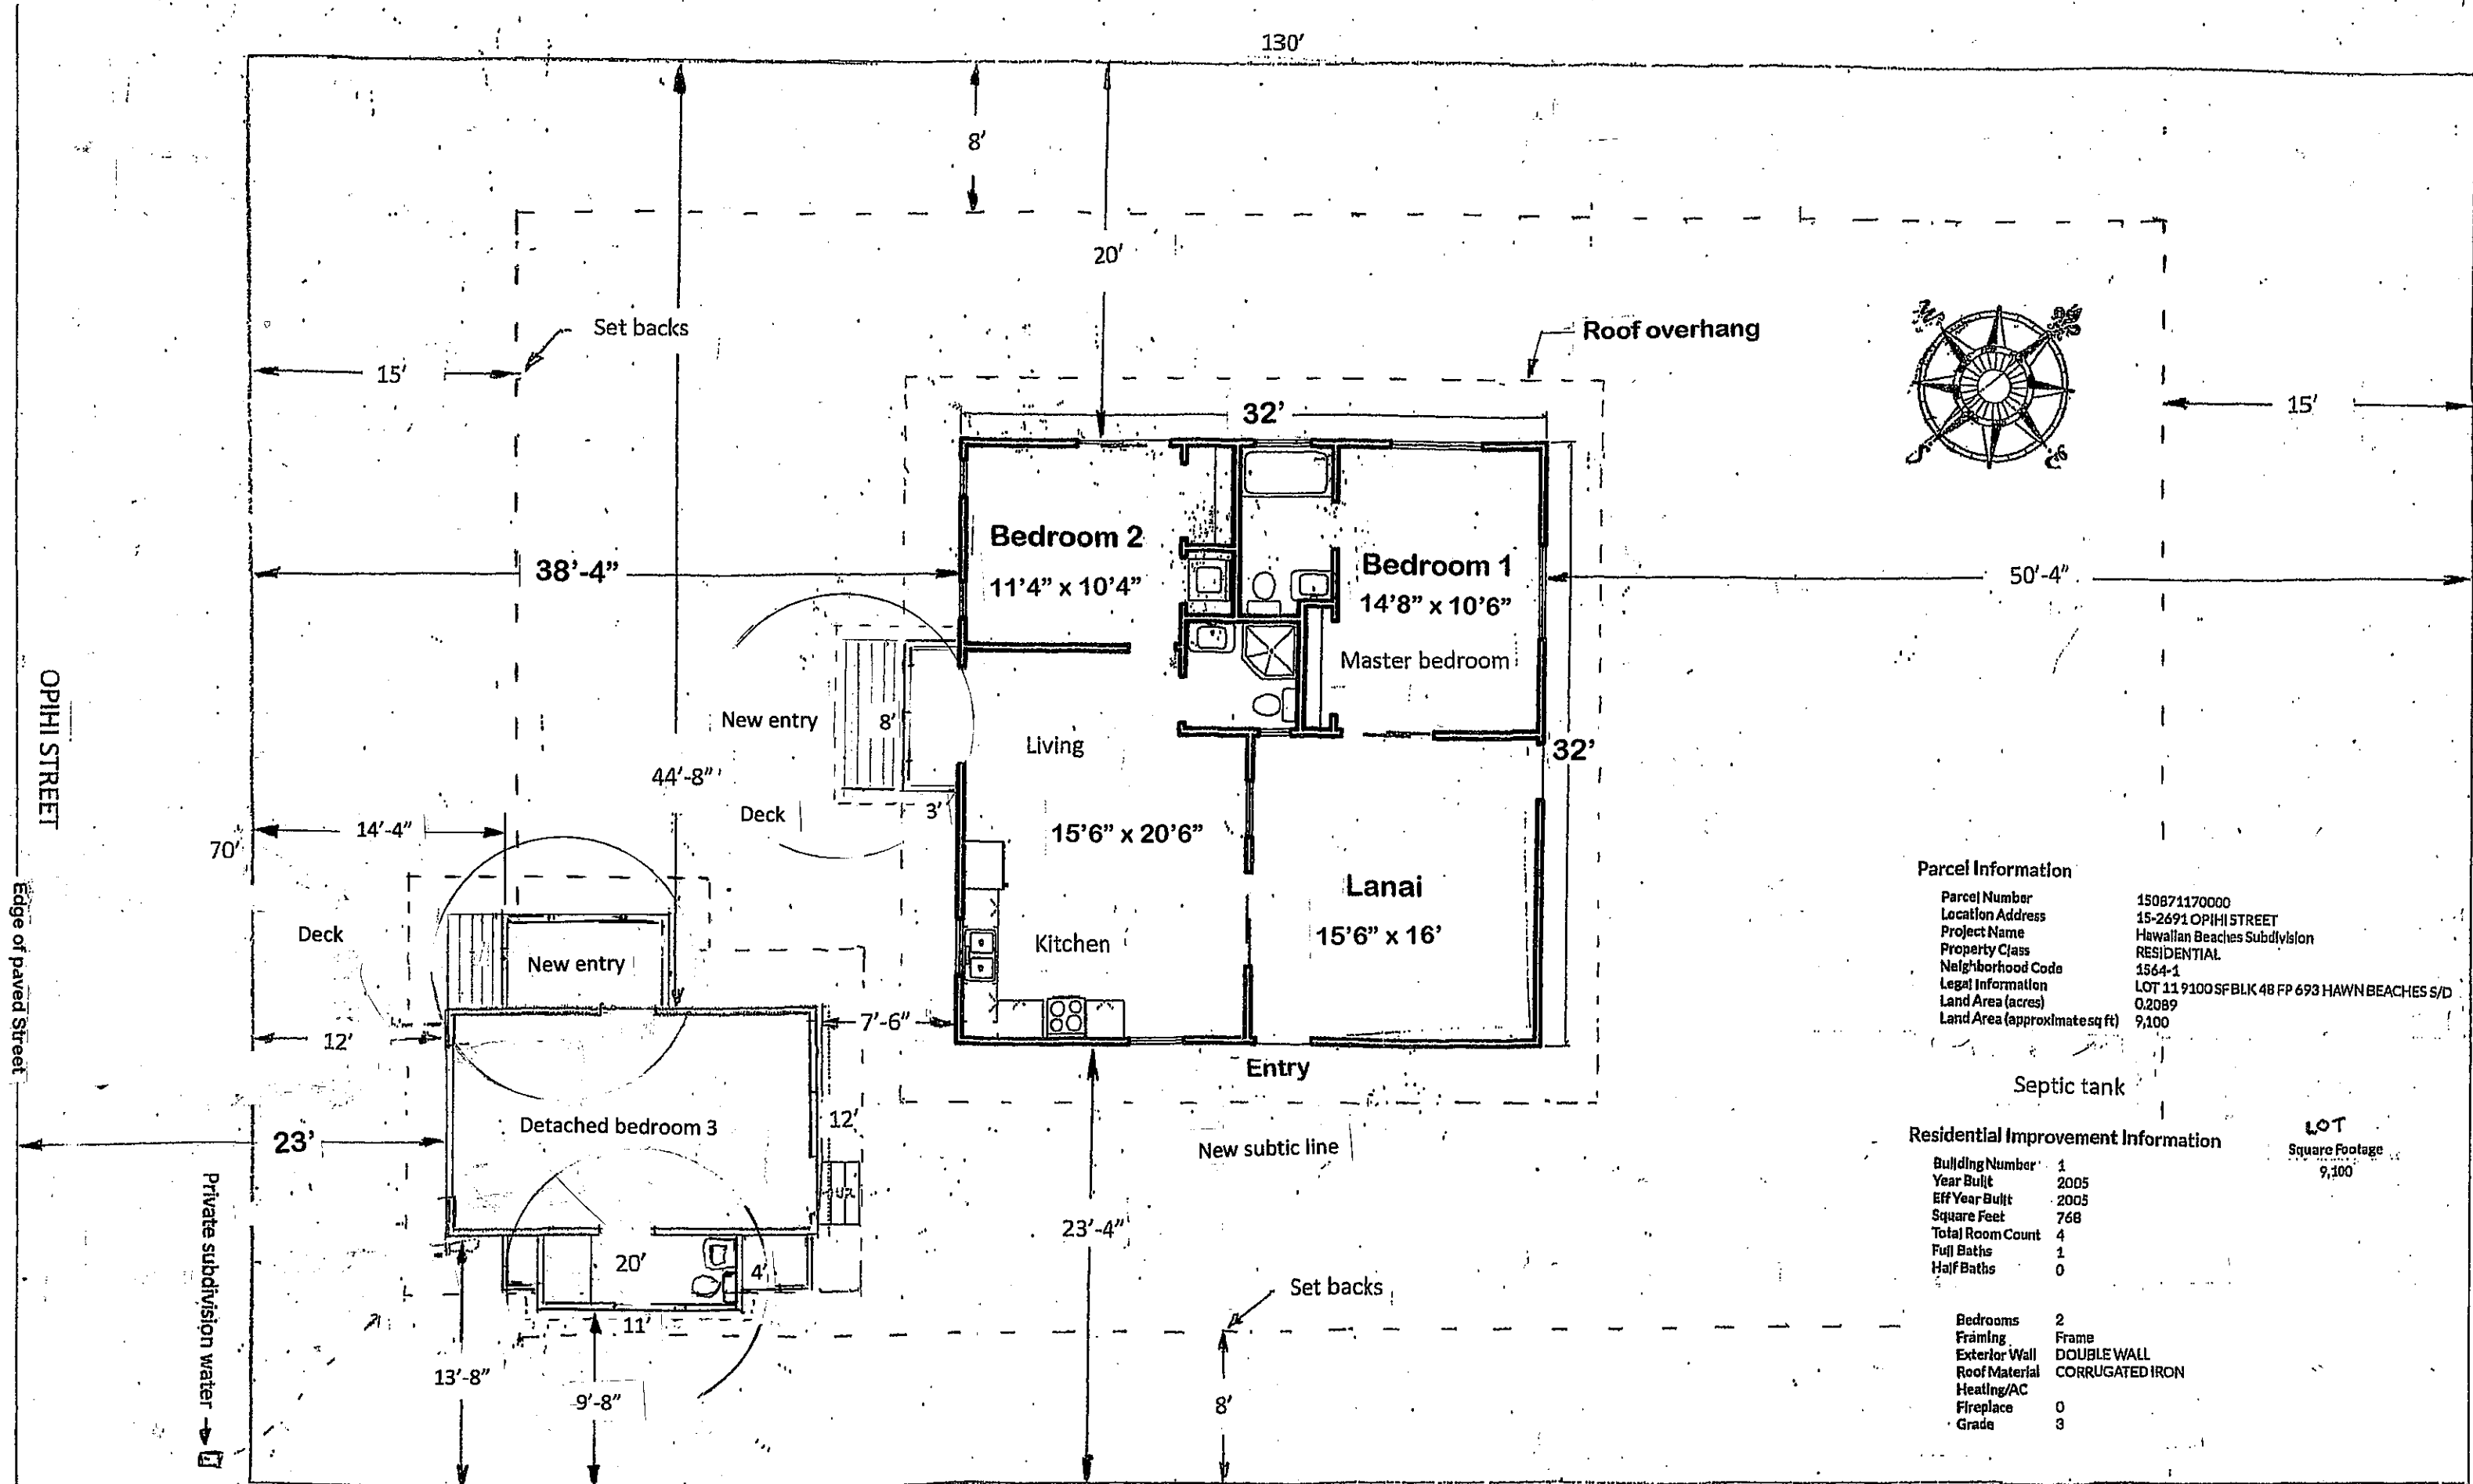 130'
8'
20'
Set backs
Roof overhang
15'
15'
32'
Bedroom 2
11'4" x 10'4"
Bedroom 1
14'8" x 10'6"
Master bedroom
38'-4"
50'-4"
OPIHI STREET
Edge of paved Street
New entry
8'
Living
32'
44'-8"
Deck
3'
14'-4"
70'
15'6" x 20'6"
Lanai
15'6" x 16'
Kitchen
Deck
New entry
7'-6"
12'
Entry
Detached bedroom 3
12'
23'
New subtic line
23'-4"
20'
4'
11'
Set backs
8'
13'-8"
9'-8"
Private subdivision water
Parcel Information
Parcel Number 150871170000
Location Address 15-2691 OPIHI STREET
Project Name Hawaiian Beaches Subdivision
Property Class RESIDENTIAL
Neighborhood Code 1564-1
Legal Information LOT 11 9100 SF BLK 48 FP 693 HAWN BEACHES S/D
Land Area (acres) 0.2089
Land Area (approximate sq ft) 9,100
Septic tank
Residential Improvement Information
Building Number 1
Year Built 2005
Eff Year Built 2005
Square Feet 768
Total Room Count 4
Full Baths 1
Half Baths 0
Bedrooms 2
Framing Frame
Exterior Wall DOUBLE WALL
Roof Material CORRUGATED IRON
Heating/AC
Fireplace 0
Grade 3
LOT
Square Footage
9,100